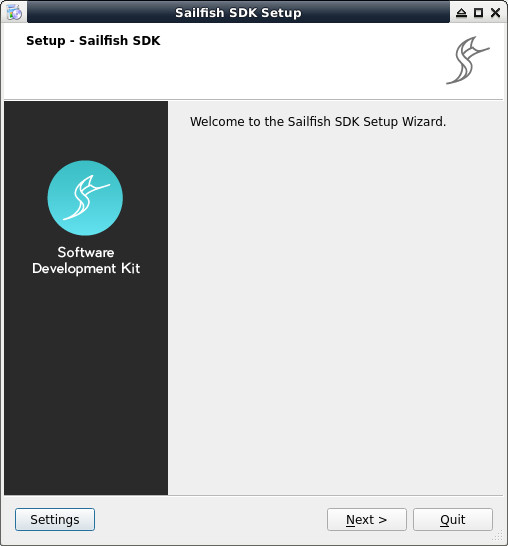 Sailfish SDK Setup
Setup - Sailfish SDK
Welcome to the Sailfish SDK Setup Wizard.
Software
Development Kit
Settings
Next >
Quit